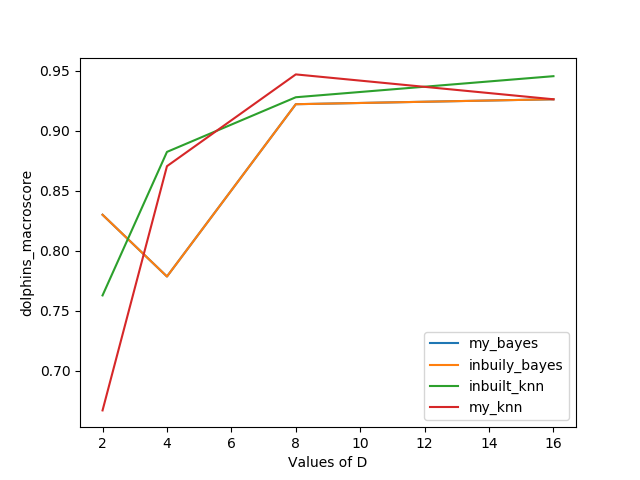 0.95
0.90
0.85
0.80
0.75
0.70
dolphins_macroscore
my_bayes
inbuily_bayes
inbuilt_knn
my_knn
2 4 6 8 10 12 14 16
Values of D